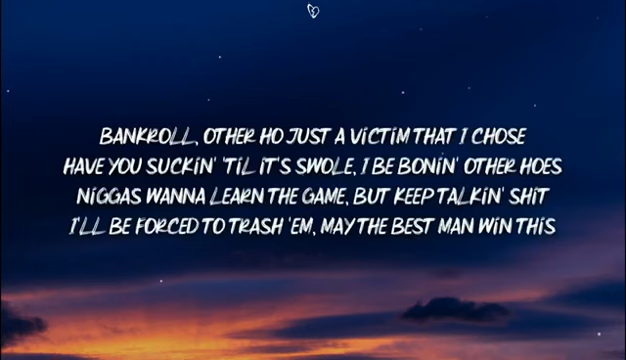 BANKROLL, OTHER HO JUST A VICTIM THAT I CHOSE
HAVE YOU SUCKIN' 'TIL IT'S SWOLE, I BE BONIN' OTHER HOES
NIGGAS WANNA LEARN THE GAME, BUT KEEP TALKIN' SHIT
I'LL BE FORCED TO TRASH 'EM, MAY THE BEST MAN WIN THIS